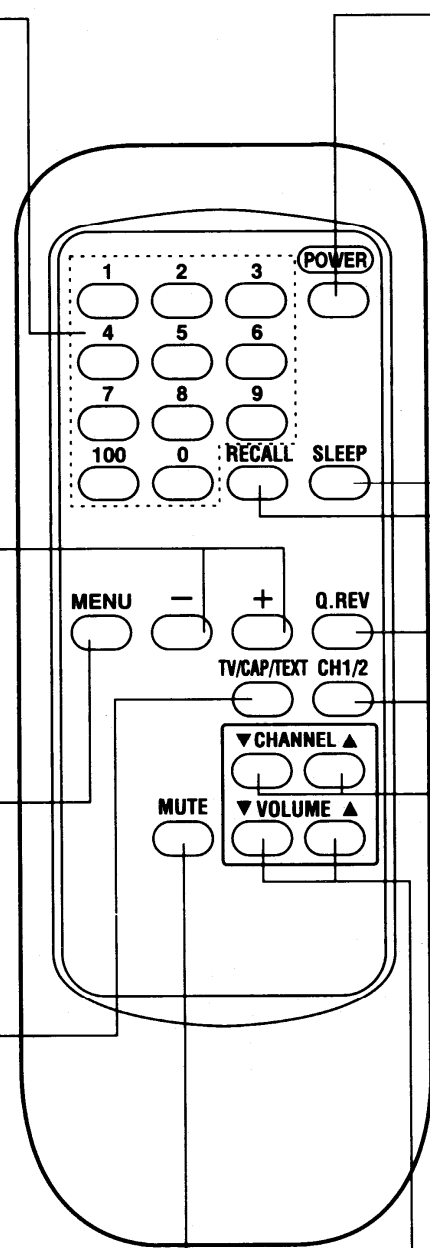 POWER
1 2 3
4 5 6
7 8 9
100 0 RECALL SLEEP
MENU − + Q.REV
TV/CAP/TEXT CH1/2
▼ CHANNEL ▲
MUTE ▼ VOLUME ▲